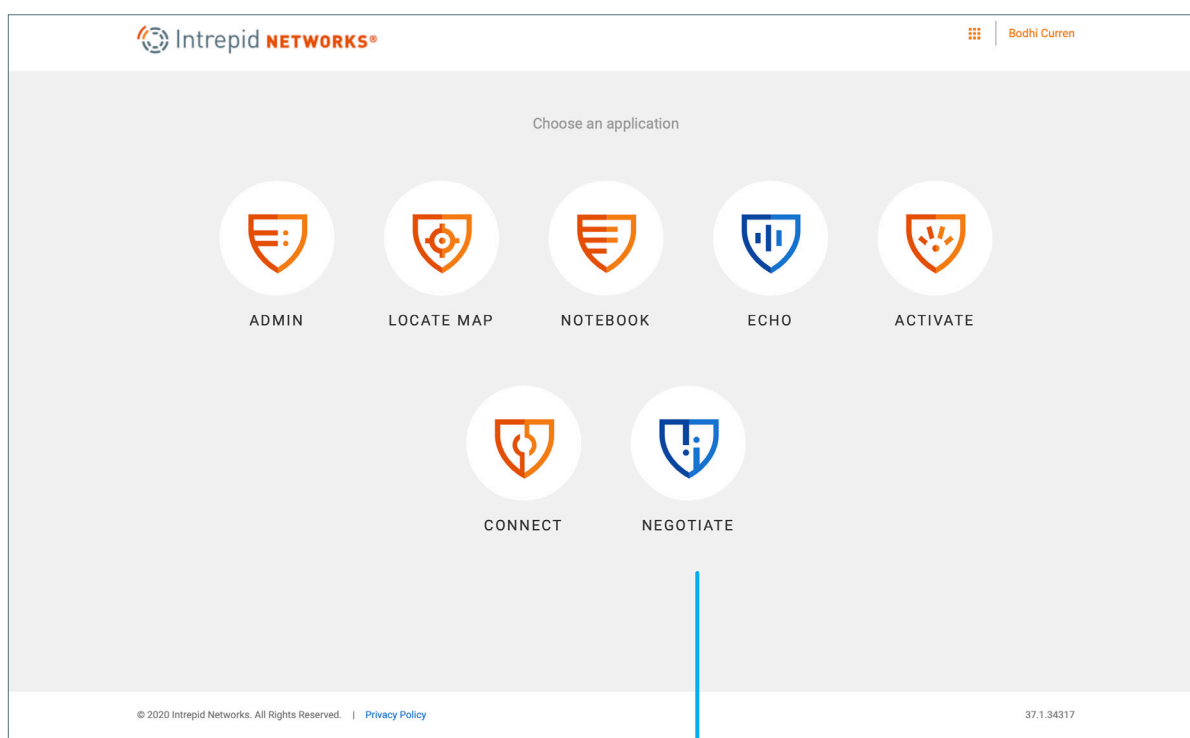 Intrepid NETWORKS®
Bodhi Curren
Choose an application
ADMIN
LOCATE MAP
NOTEBOOK
ECHO
ACTIVATE
CONNECT
NEGOTIATE
© 2020 Intrepid Networks. All Rights Reserved. | Privacy Policy
37.1.34317